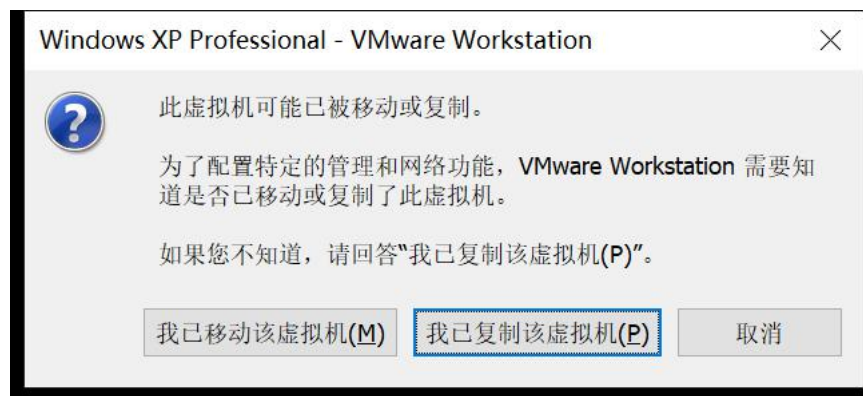 Windows XP Professional - VMware Workstation
此虚拟机可能已被移动或复制。
为了配置特定的管理和网络功能，VMware Workstation 需要知
道是否已移动或复制了此虚拟机。
如果您不知道，请回答“我已复制该虚拟机(P)”。
我已移动该虚拟机(M) 我已复制该虚拟机(P) 取消